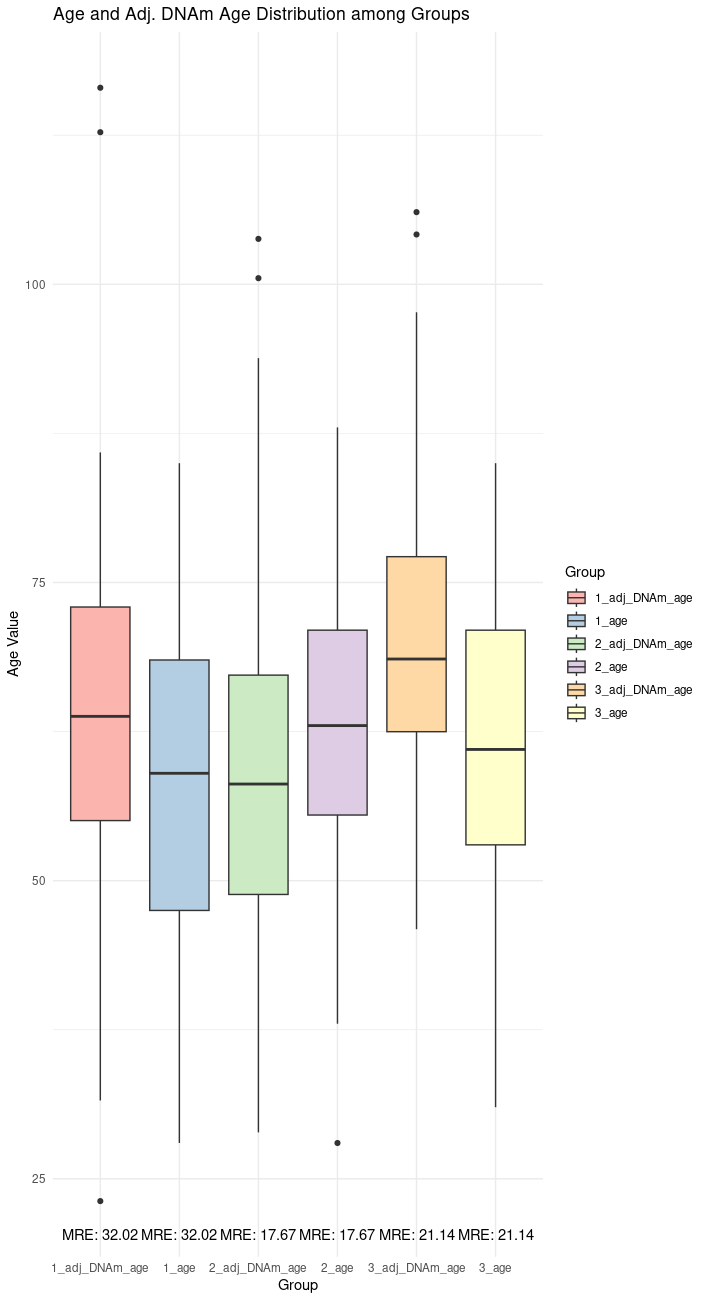 Age and Adj. DNAm Age Distribution among Groups
100
75
50
25
Age Value
MRE: 32.02 MRE: 32.02 MRE: 17.67 MRE: 17.67 MRE: 21.14 MRE: 21.14
1_adj_DNAm_age 1_age 2_adj_DNAm_age 2_age 3_adj_DNAm_age 3_age
Group
Group
1_adj_DNAm_age
1_age
2_adj_DNAm_age
2_age
3_adj_DNAm_age
3_age